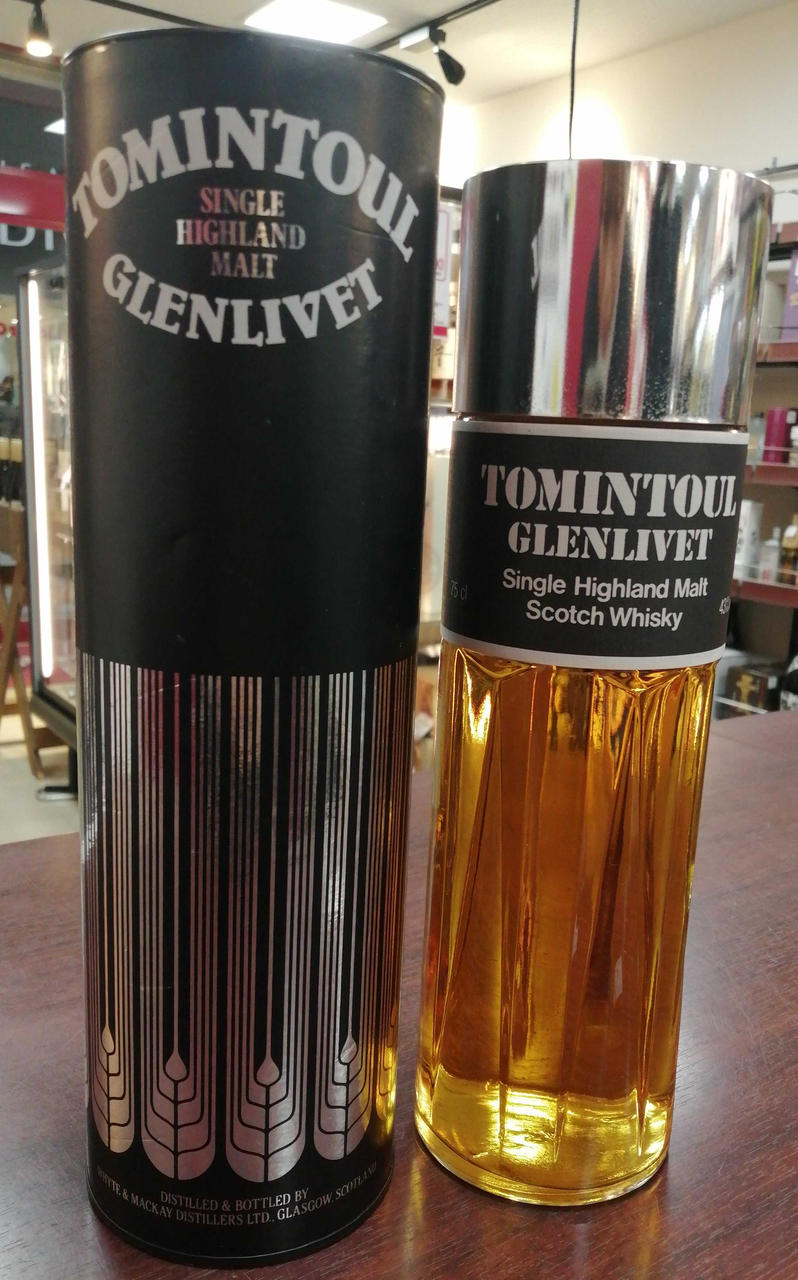 TOMINTOUL
SINGLE
HIGHLAND
MALT
GLENLIVET
DISTILLED & BOTTLED BY
WHYTE & MACKAY DISTILLERS LTD., GLASGOW, SCOTLAND
TOMINTOUL
GLENLIVET
75 cl
Single Highland Malt
Scotch Whisky